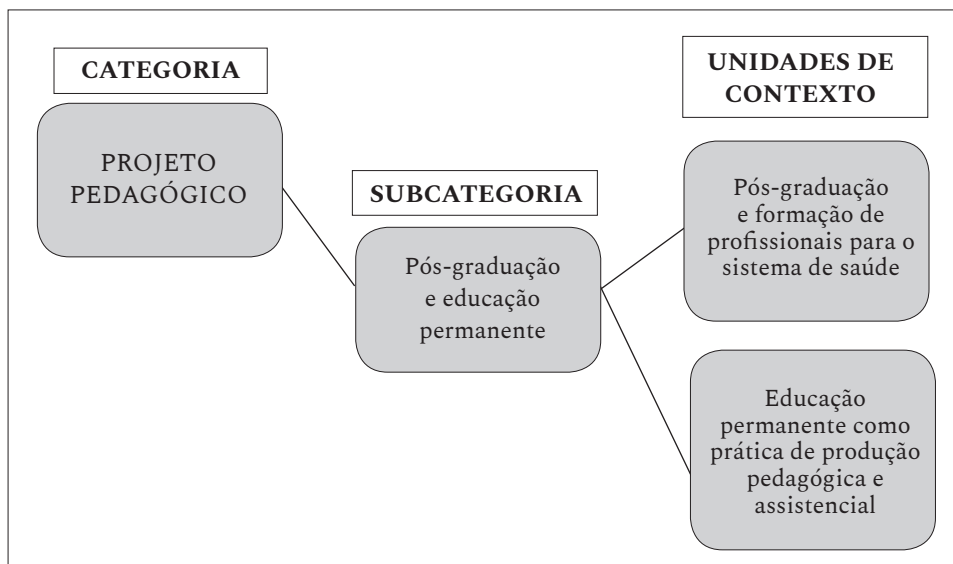 CATEGORIA
PROJETO
PEDAGÓGICO
SUBCATEGORIA
Pós-graduação
e educação
permanente
UNIDADES DE
CONTEXTO
Pós-graduação
e formação de
profissionais para o
sistema de saúde
Educação
permanente como
prática de produção
pedagógica e
assistencial